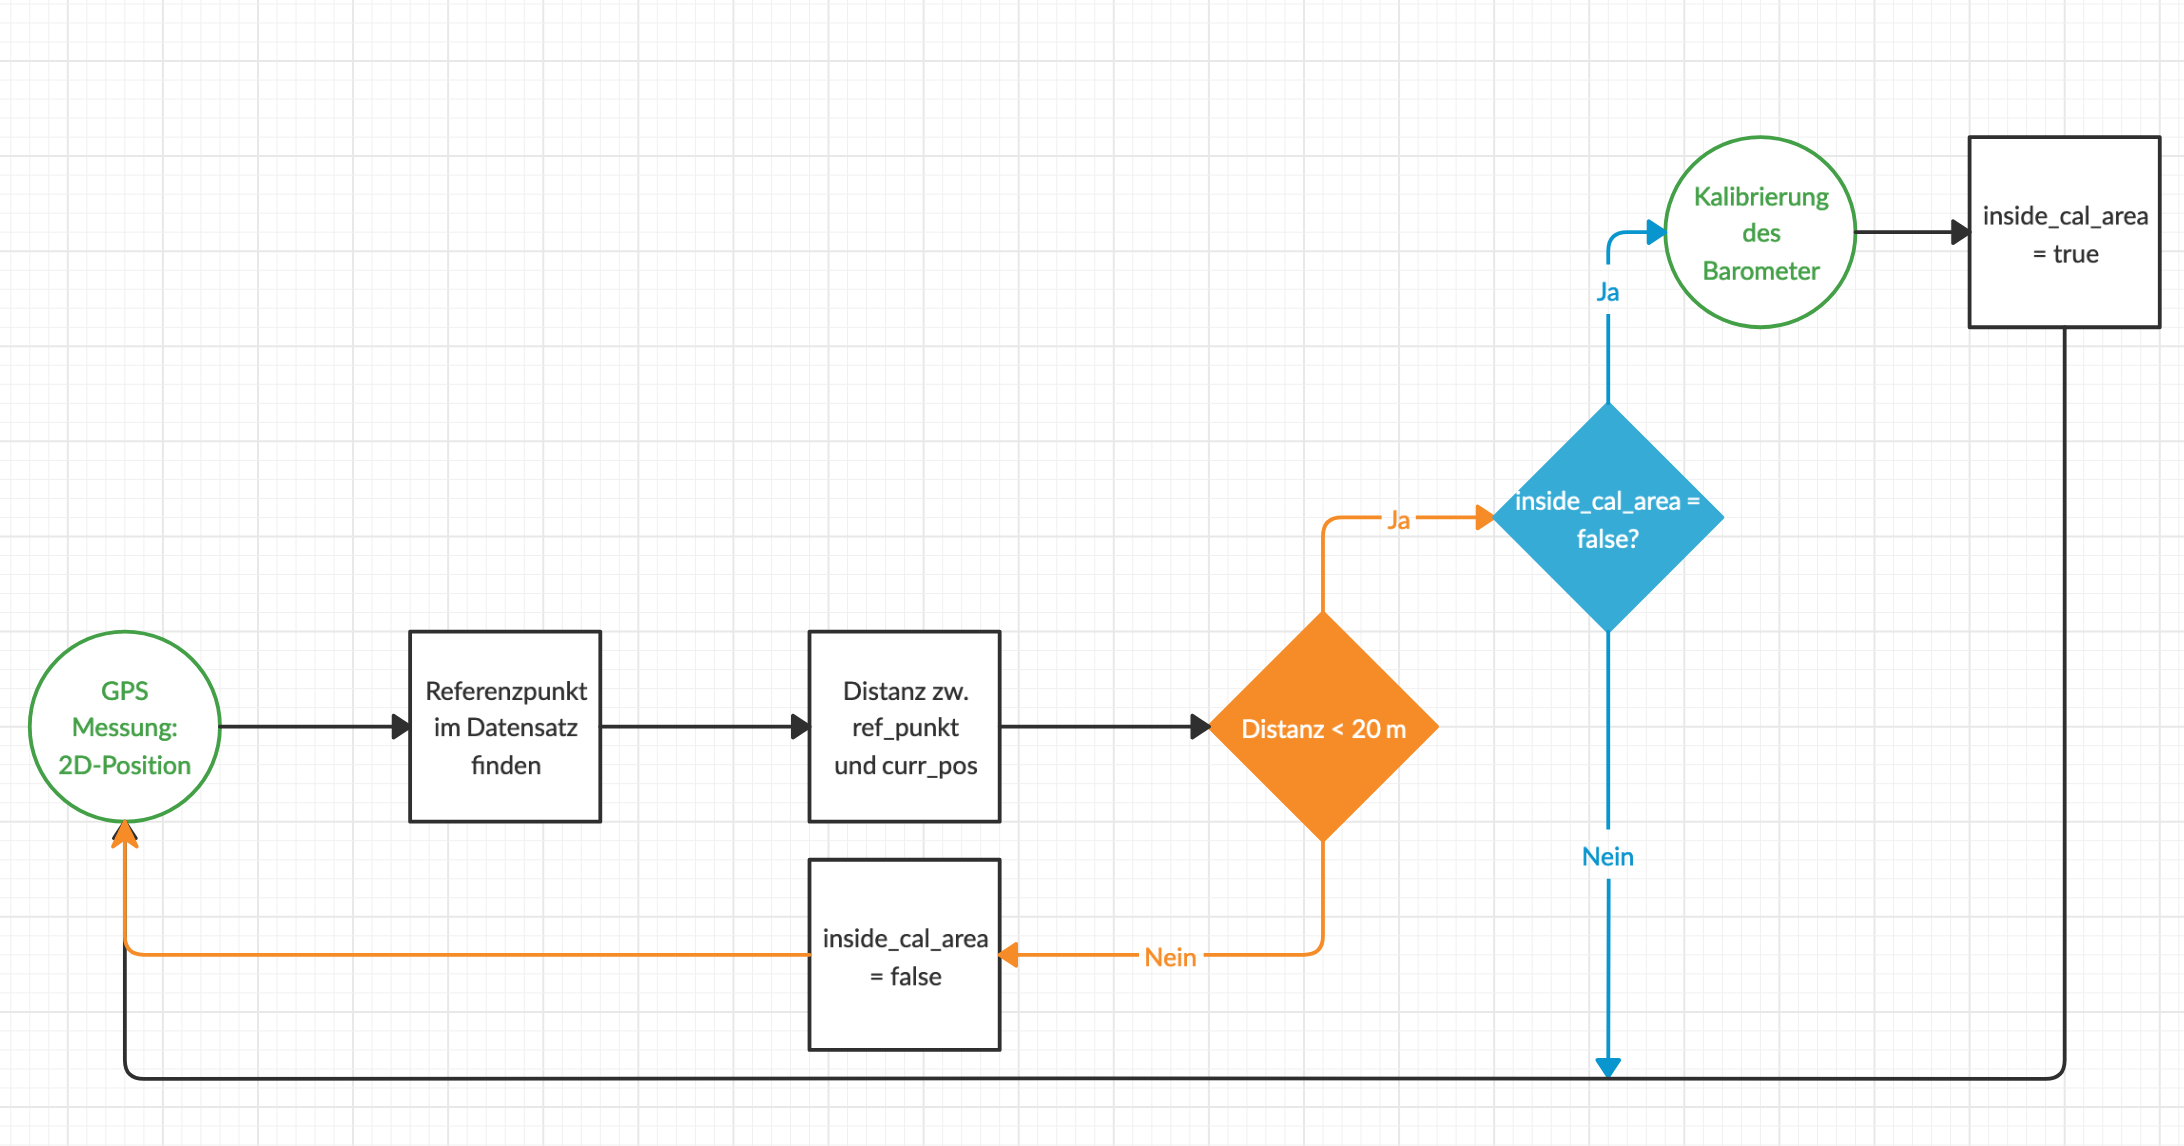 Kalibrierung
des
Barometer
inside_cal_area
= true
Ja
inside_cal_area =
false?
Ja
GPS
Messung:
2D-Position
Referenzpunkt
im Datensatz
finden
Distanz zw.
ref_punkt
und curr_pos
Distanz < 20 m
Nein
inside_cal_area
= false
Nein